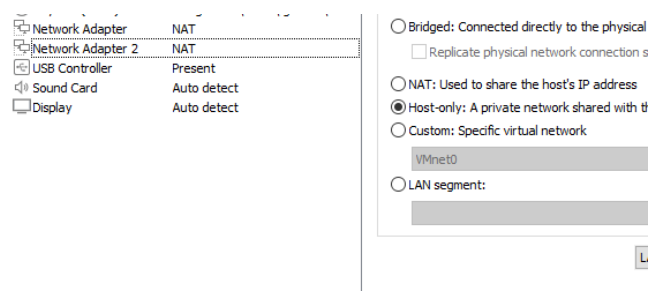 Network Adapter NAT
Network Adapter 2 NAT
USB Controller Present
Sound Card Auto detect
Display Auto detect
Bridged: Connected directly to the physical
Replicate physical network connection s
NAT: Used to share the host's IP address
Host-only: A private network shared with th
Custom: Specific virtual network
VMnet0
LAN segment: